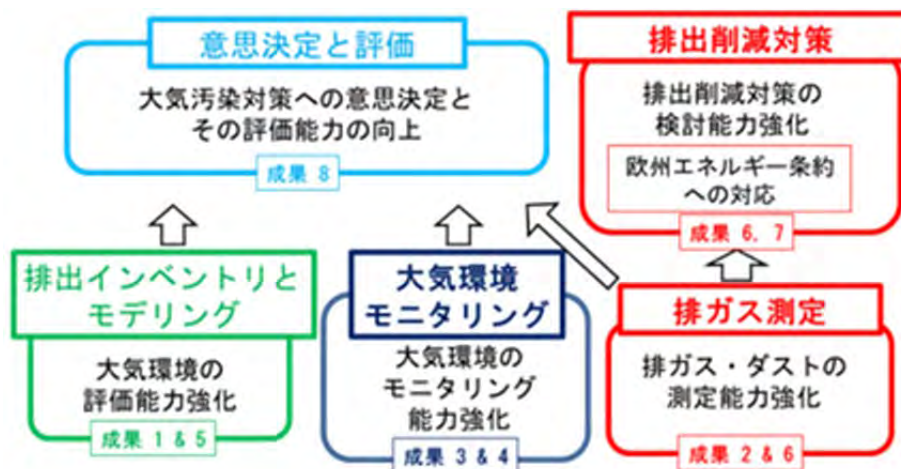 意思決定と評価
大気汚染対策への意思決定と
その評価能力の向上
成果 8
排出削減対策
排出削減対策の
検討能力強化
欧州エネルギー条約
への対応
成果 6, 7
排出インベントリと
モデリング
大気環境の
評価能力強化
成果 1 & 5
大気環境
モニタリング
大気環境の
モニタリング
能力強化
成果 3 & 4
排ガス測定
排ガス・ダストの
測定能力強化
成果 2 & 6